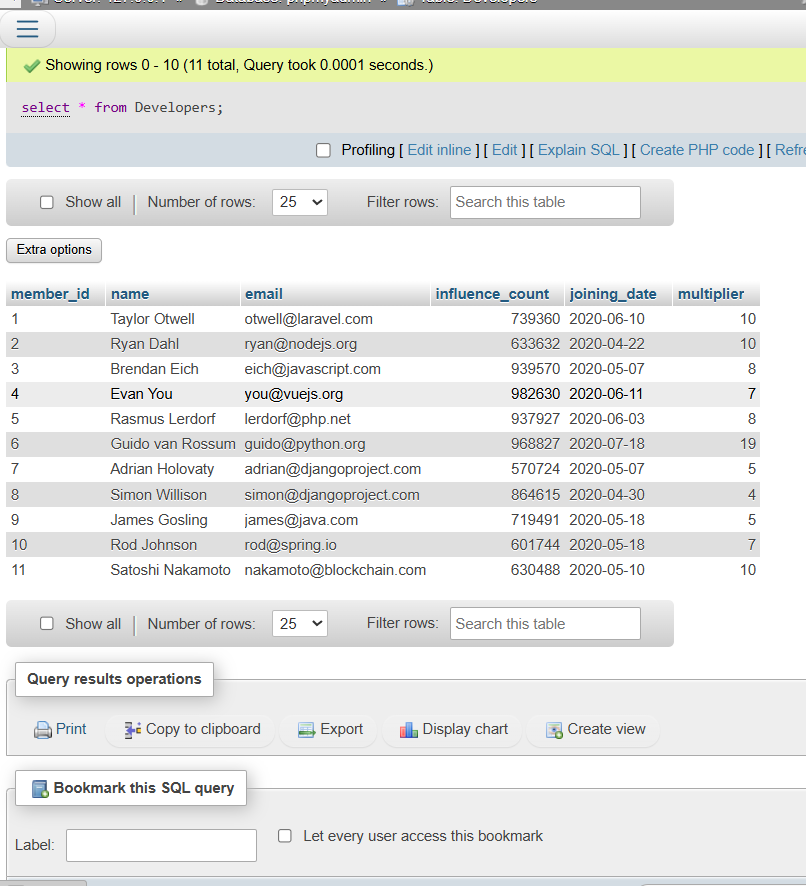 Server: 127.0.0.1 » Database: phpmyadmin » Table: Developers
Showing rows 0 - 10 (11 total, Query took 0.0001 seconds.)
select * from Developers;
Profiling [ Edit inline ] [ Edit ] [ Explain SQL ] [ Create PHP code ] [ Refre
Show all | Number of rows: 25 Filter rows: Search this table
Extra options
member_id name email influence_count joining_date multiplier
1 Taylor Otwell otwell@laravel.com 739360 2020-06-10 10
2 Ryan Dahl ryan@nodejs.org 633632 2020-04-22 10
3 Brendan Eich eich@javascript.com 939570 2020-05-07 8
4 Evan You you@vuejs.org 982630 2020-06-11 7
5 Rasmus Lerdorf lerdorf@php.net 937927 2020-06-03 8
6 Guido van Rossum guido@python.org 968827 2020-07-18 19
7 Adrian Holovaty adrian@djangoproject.com 570724 2020-05-07 5
8 Simon Willison simon@djangoproject.com 864615 2020-04-30 4
9 James Gosling james@java.com 719491 2020-05-18 5
10 Rod Johnson rod@spring.io 601744 2020-05-18 7
11 Satoshi Nakamoto nakamoto@blockchain.com 630488 2020-05-10 10
Show all | Number of rows: 25 Filter rows: Search this table
Query results operations
Print Copy to clipboard Export Display chart Create view
Bookmark this SQL query
Label: Let every user access this bookmark